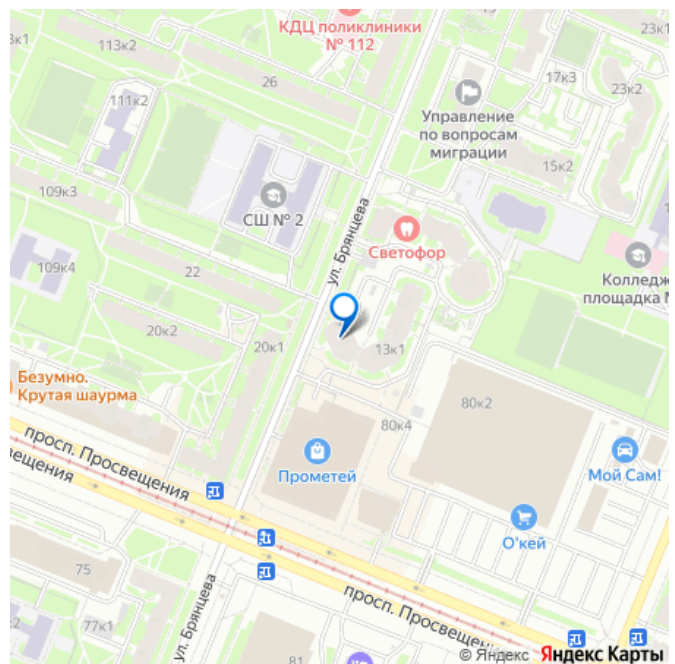 к1
113к2
КДЦ поликлиники
№ 112
23к1
26
17к3
23к2
111к2
Управление
по вопросам
миграции
15к2
109к3
СШ № 2
ул. Брянцева
Светофор
109к4
22
Колледж
площадка
20к2
20к1
13к1
Безумно.
Крутая шаурма
80к2
80к4
просп. Просвещения
вещения
Прометей
Мой Сам!
О'кей
75
ул. Брянцева
просп. Просвещен
77к1
81
© Яндекс Яндекс Карты